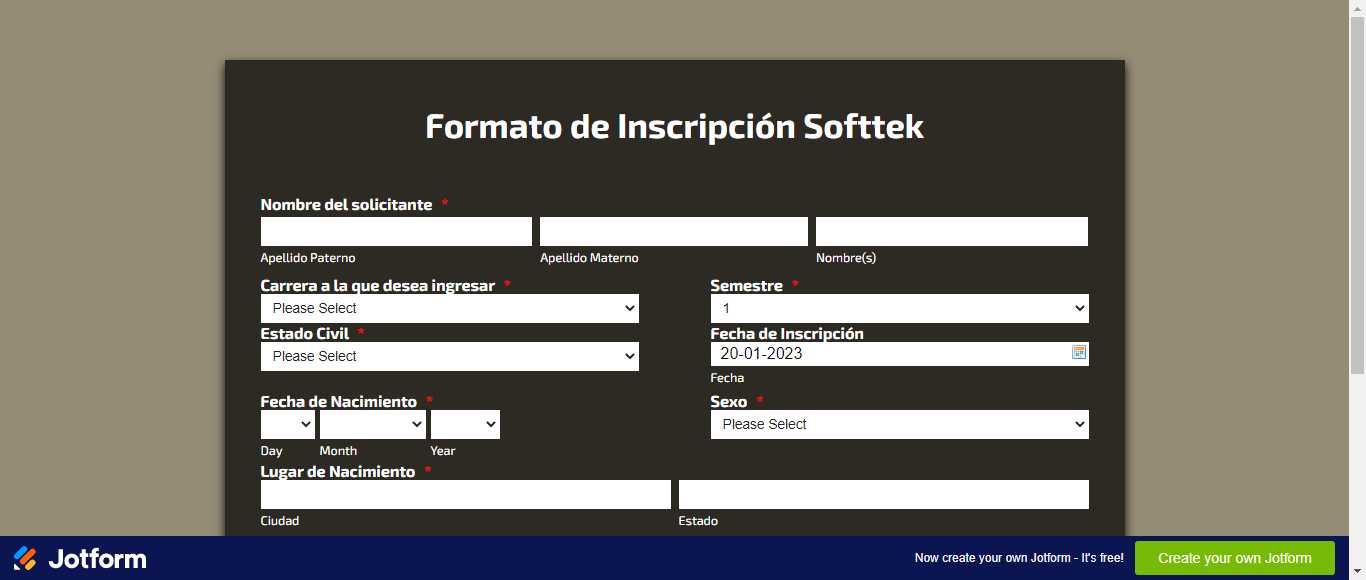 Formato de Inscripción Softtek
Nombre del solicitante *
Apellido Paterno Apellido Materno Nombre(s)
Carrera a la que desea ingresar * Semestre *
Please Select 1
Estado Civil * Fecha de Inscripción
Please Select 20-01-2023
Fecha
Fecha de Nacimiento * Sexo *
Please Select
Day Month Year
Lugar de Nacimiento *
Ciudad Estado
Jotform Now create your own Jotform - It's free! Create your own Jotform